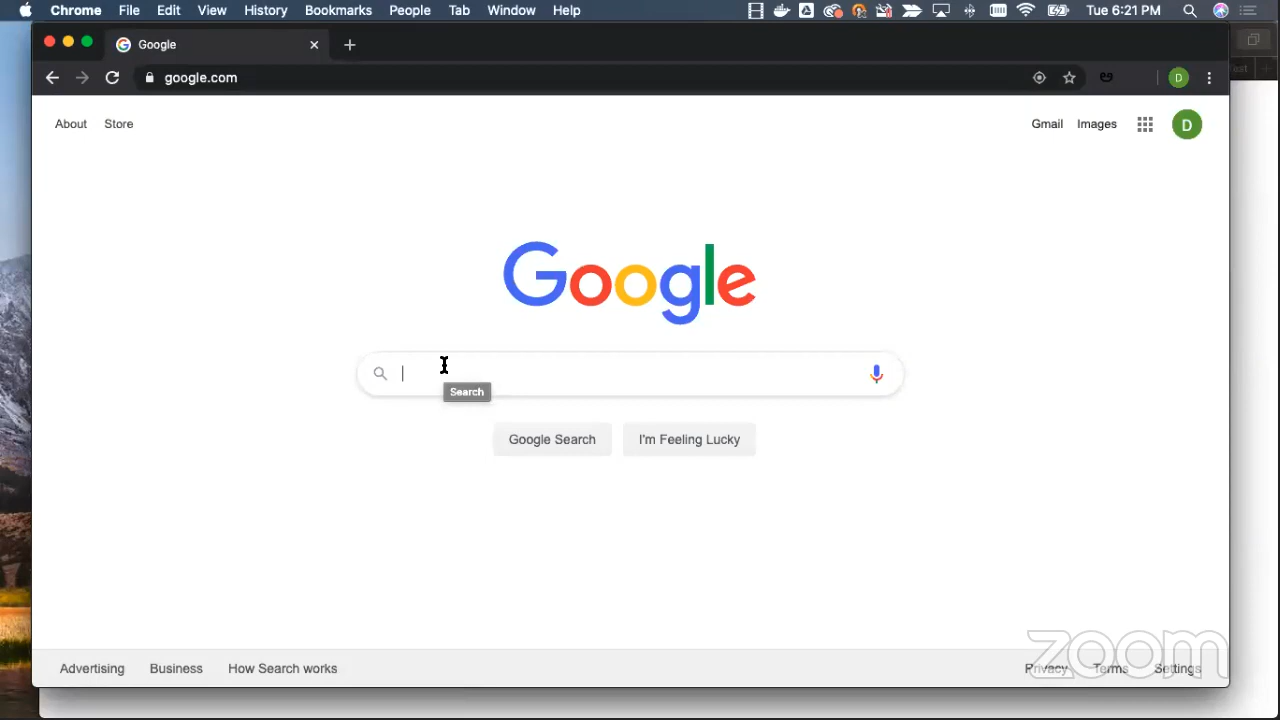 Chrome File Edit View History Bookmarks People Tab Window Help Tue 6:21 PM
Google
google.com D
About Store Gmail Images D
Google
Search
Google Search I'm Feeling Lucky
Advertising Business How Search works Privacy Terms Settings
zoom